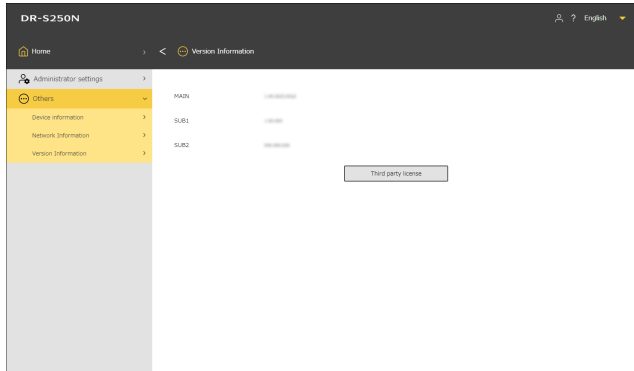 DR-S250N
? English
Home
Version Information
Administrator settings
Others
Device information
Network Information
Version Information
MAIN
SUB1
SUB2
Third party license